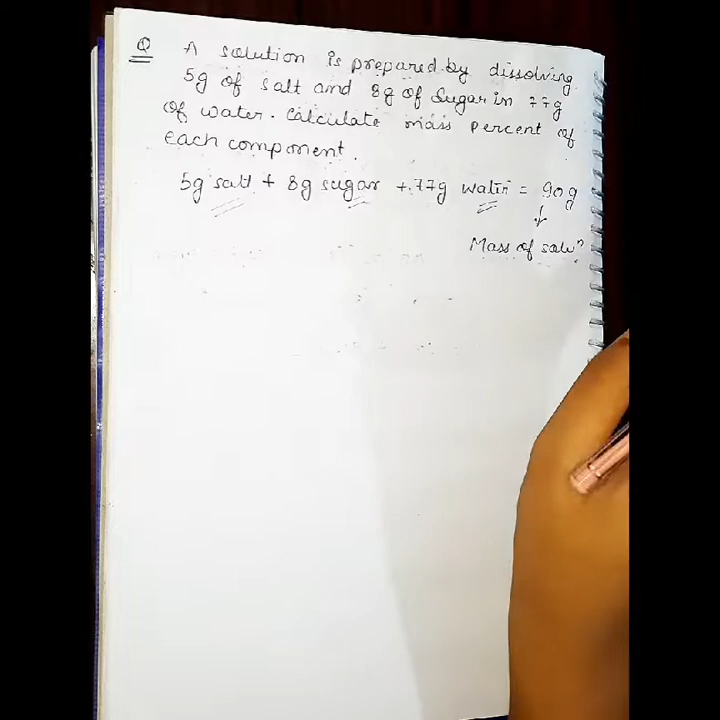 Q A solution is prepared by dissolving
5g of salt and 8g of Sugar in 77g
of water. Calculate mass percent of
each component.
5g salt + 8g sugar + 77g water = 90g
↓
Mass of soluⁿ